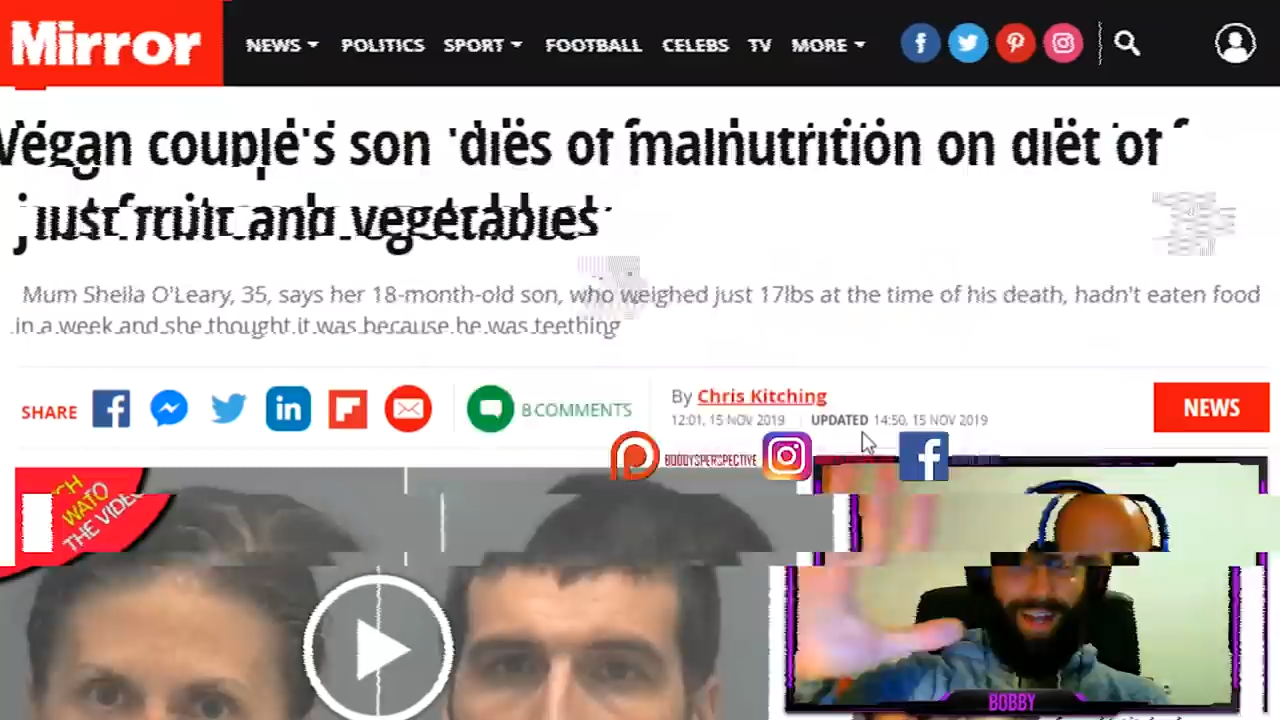 Mirror
NEWS POLITICS SPORT FOOTBALL CELEBS TV MORE
Vegan couple's son 'dies of malnutrition on diet of
just fruit and vegetables'
Mum Sheila O'Leary, 35, says her 18-month-old son, who weighed just 17lbs at the time of his death, hadn't eaten food
in a week and she thought it was because he was teething
SHARE
8 COMMENTS
By Chris Kitching
12:01, 15 NOV 2019 UPDATED 14:50, 15 NOV 2019
NEWS
BOBBYSPERSPECTIVE
THE VIDEO
BOBBY